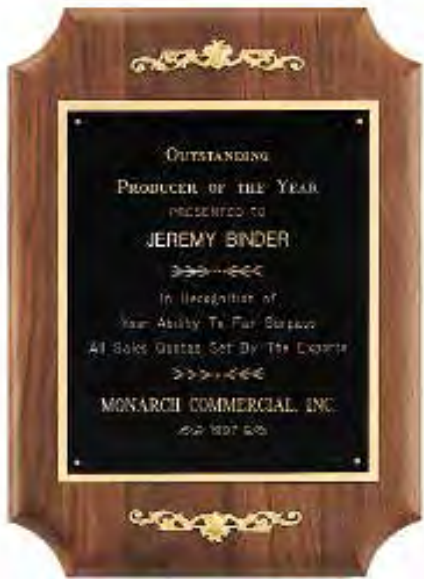 OUTSTANDING
PRODUCER OF THE YEAR
PRESENTED TO
JEREMY BINDER
In Recognition of
Your Ability To Far Surpass
All Sales Quotas Set By The Experts
MONARCH COMMERCIAL, INC.
1997